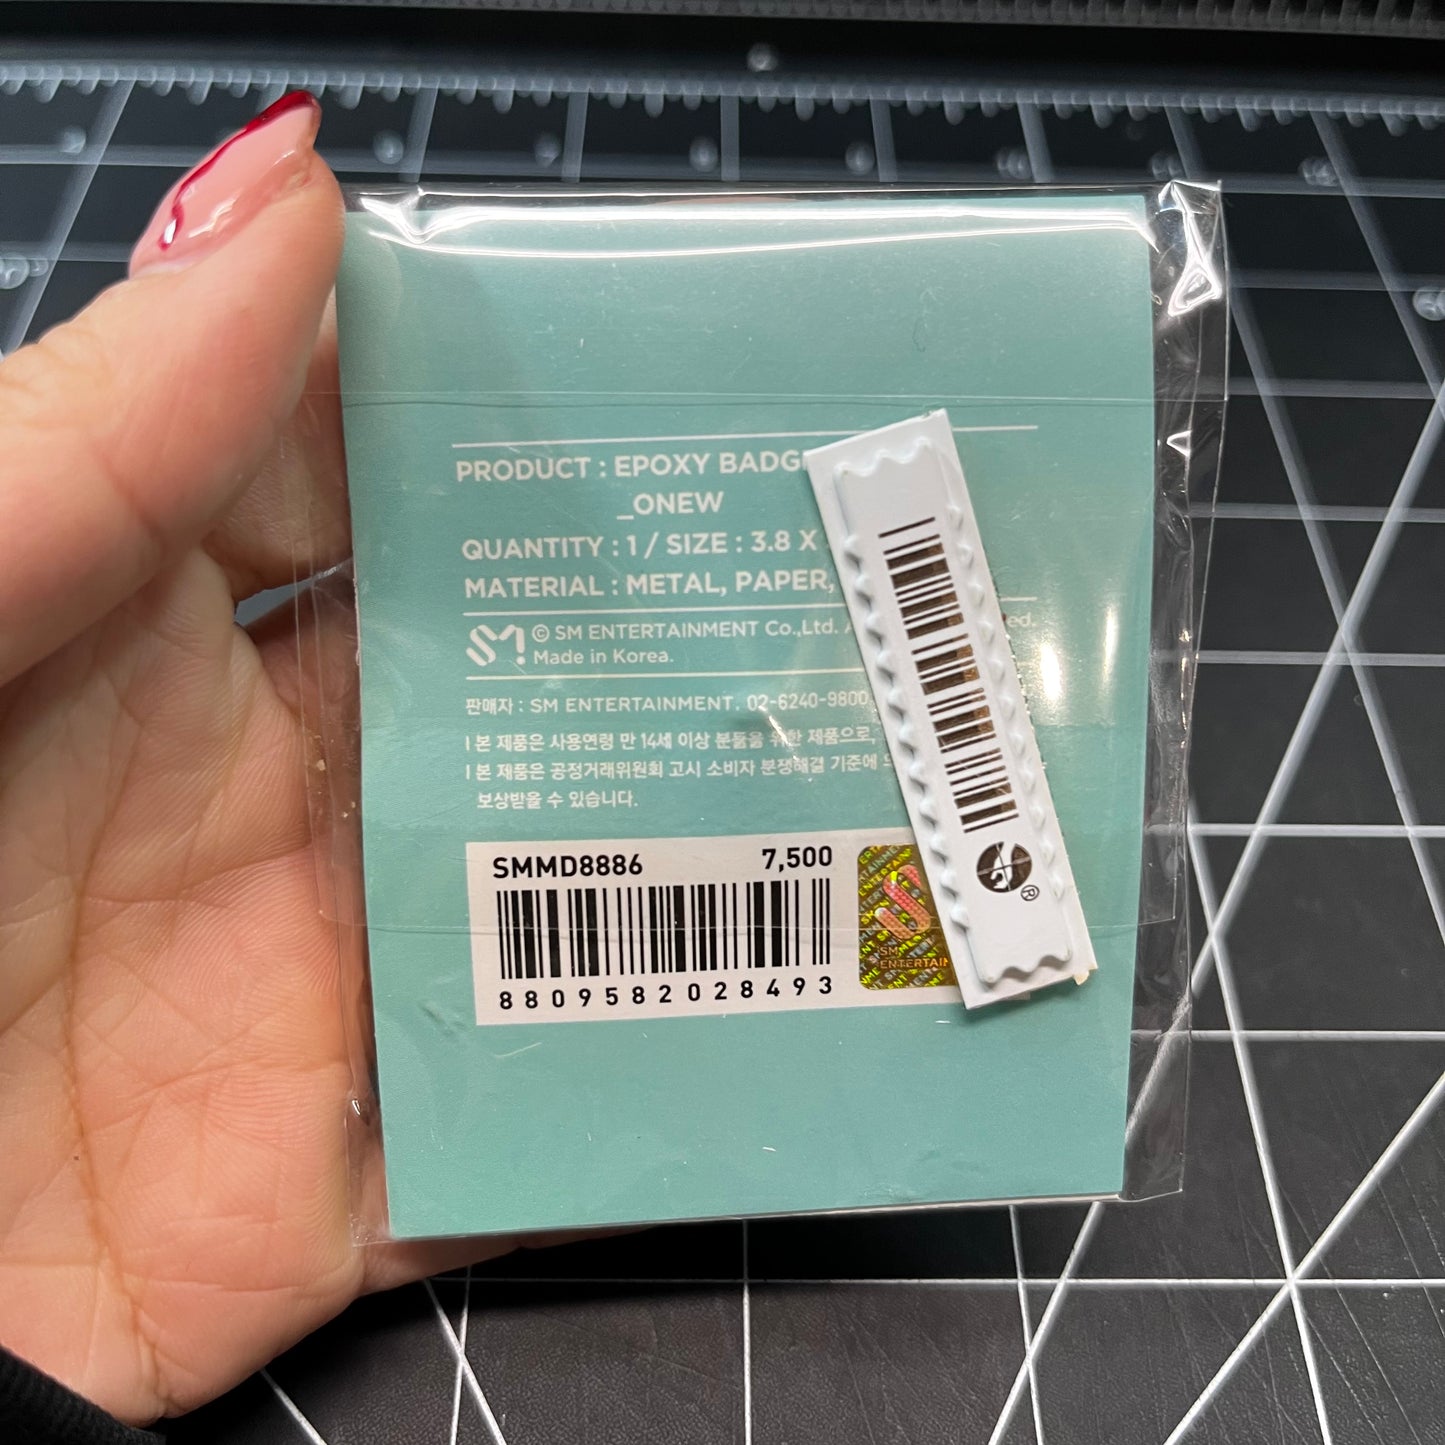 PRODUCT : EPOXY BADGE
_ONEW
QUANTITY : 1 / SIZE : 3.8 X
MATERIAL : METAL, PAPER,
SM! © SM ENTERTAINMENT Co.,Ltd.
Made in Korea.
판매자 : SM ENTERTAINMENT. 02-6240-9800
| 본 제품은 사용연령 만 14세 이상 분들을 위한 제품으로,
| 본 제품은 공정거래위원회 고시 소비자 분쟁해결 기준에
보상받을 수 있습니다.
SMMD8886 7,500
8809582028493
SM
ENTERTAIN
S ®